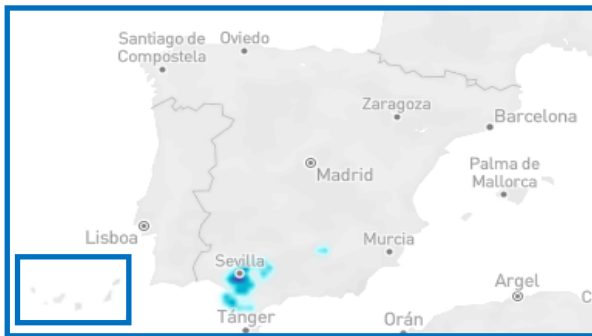 Santiago de
Compostela
Oviedo
Zaragoza
Barcelona
Madrid
Palma de
Mallorca
Lisboa
Sevilla
Murcia
Tánger
Argel
Orán
C